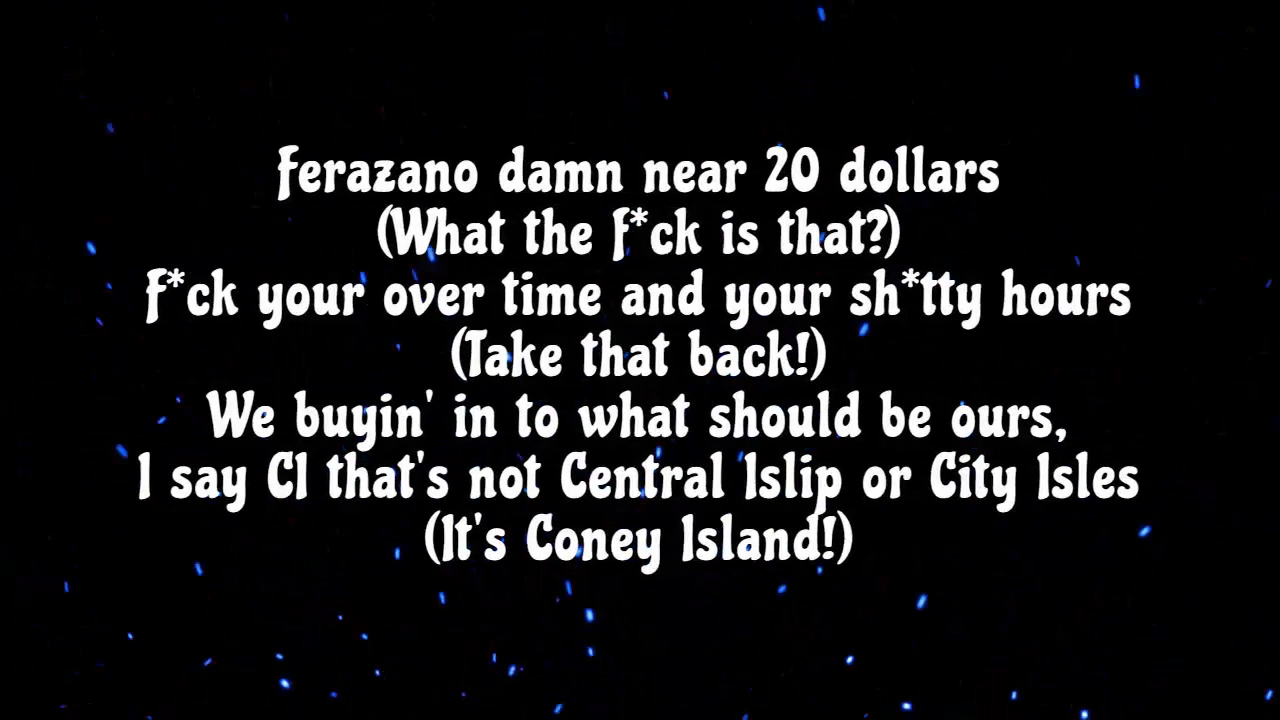 Ferazano damn near 20 dollars
(What the f*ck is that?)
F*ck your over time and your sh*tty hours
(Take that back!)
We buyin' in to what should be ours,
I say CI that's not Central Islip or City Isles
(It's Coney Island!)